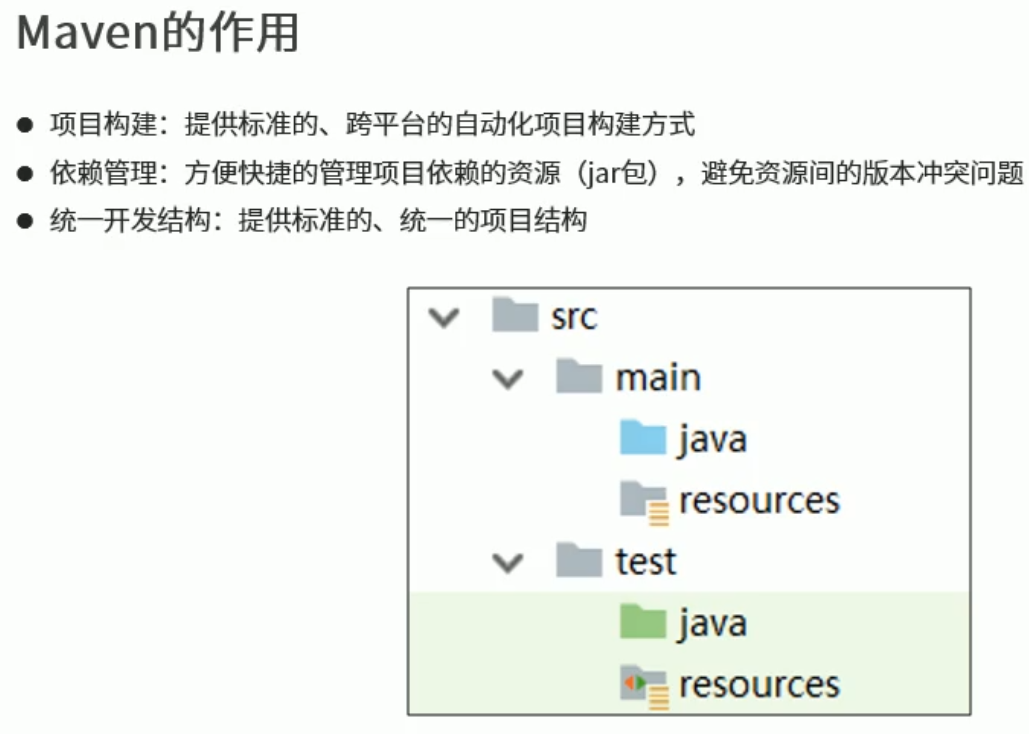 Maven的作用
● 项目构建：提供标准的、跨平台的自动化项目构建方式
● 依赖管理：方便快捷的管理项目依赖的资源（jar包），避免资源间的版本冲突问题
● 统一开发结构：提供标准的、统一的项目结构
src
main
java
resources
test
java
resources